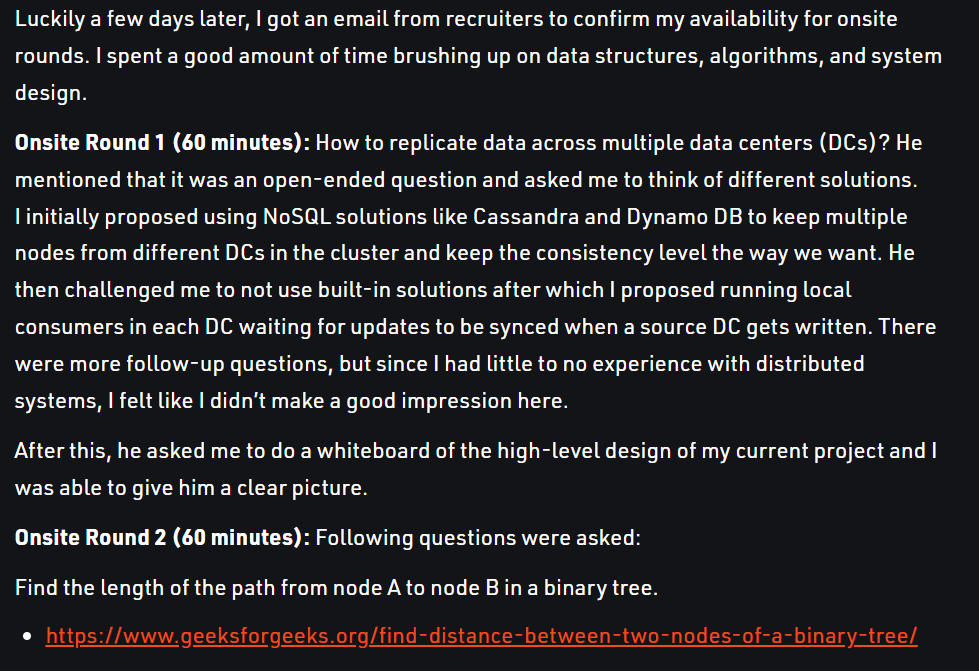 Luckily a few days later, I got an email from recruiters to confirm my availability for onsite
rounds. I spent a good amount of time brushing up on data structures, algorithms, and system
design.
Onsite Round 1 (60 minutes): How to replicate data across multiple data centers (DCs)? He
mentioned that it was an open-ended question and asked me to think of different solutions.
I initially proposed using NoSQL solutions like Cassandra and Dynamo DB to keep multiple
nodes from different DCs in the cluster and keep the consistency level the way we want. He
then challenged me to not use built-in solutions after which I proposed running local
consumers in each DC waiting for updates to be synced when a source DC gets written. There
were more follow-up questions, but since I had little to no experience with distributed
systems, I felt like I didn’t make a good impression here.
After this, he asked me to do a whiteboard of the high-level design of my current project and I
was able to give him a clear picture.
Onsite Round 2 (60 minutes): Following questions were asked:
Find the length of the path from node A to node B in a binary tree.
• https://www.geeksforgeeks.org/find-distance-between-two-nodes-of-a-binary-tree/